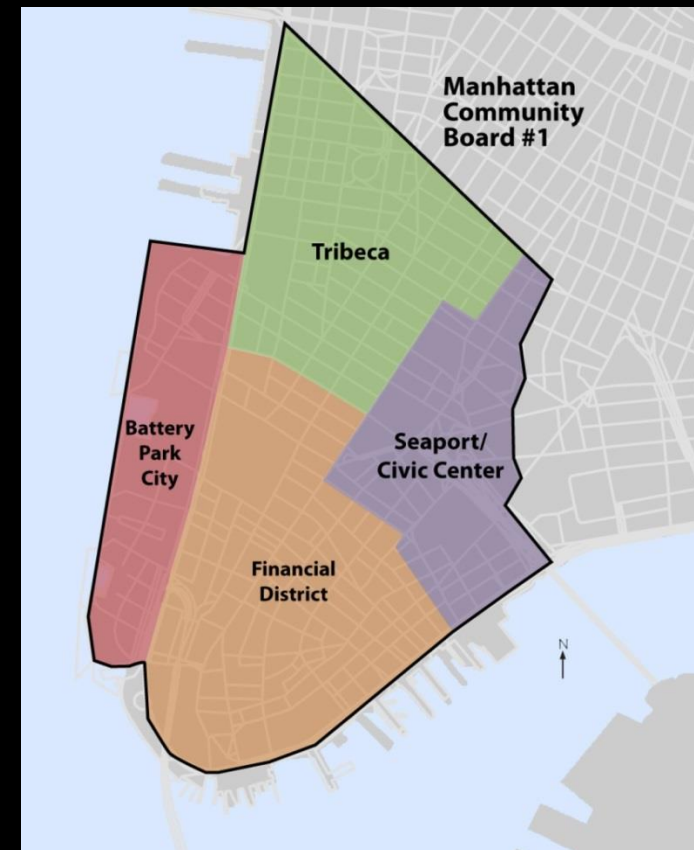 Manhattan
Community
Board #1
Tribeca
Battery
Park
City
Seaport/
Civic Center
Financial
District
N